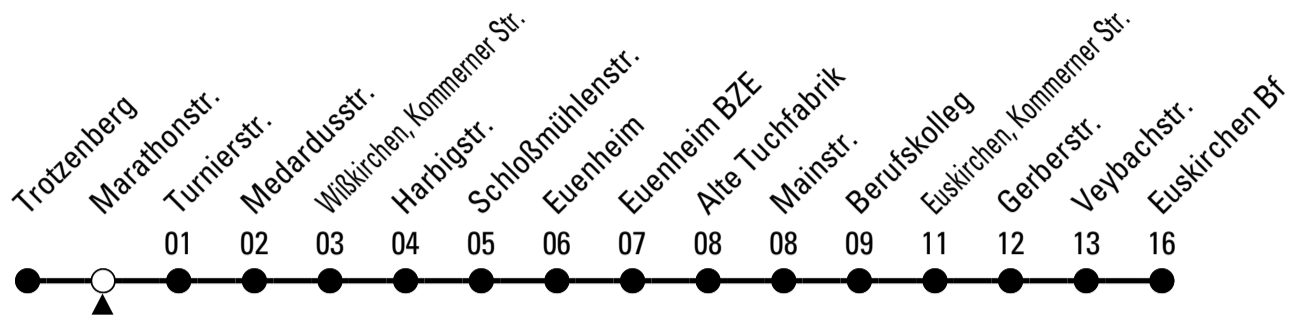 Trotzenberg
Marathonstr.
Turnierstr.
Medardusstr.
Wißkirchen, Kommerner Str.
Harbigstr.
Schloßmühlenstr.
Euenheim
Euenheim BZE
Alte Tuchfabrik
Mainstr.
Berufskolleg
Euskirchen, Kommerner Str.
Gerberstr.
Veybachstr.
Euskirchen Bf
01 02 03 04 05 06 07 08 08 09 11 12 13 16